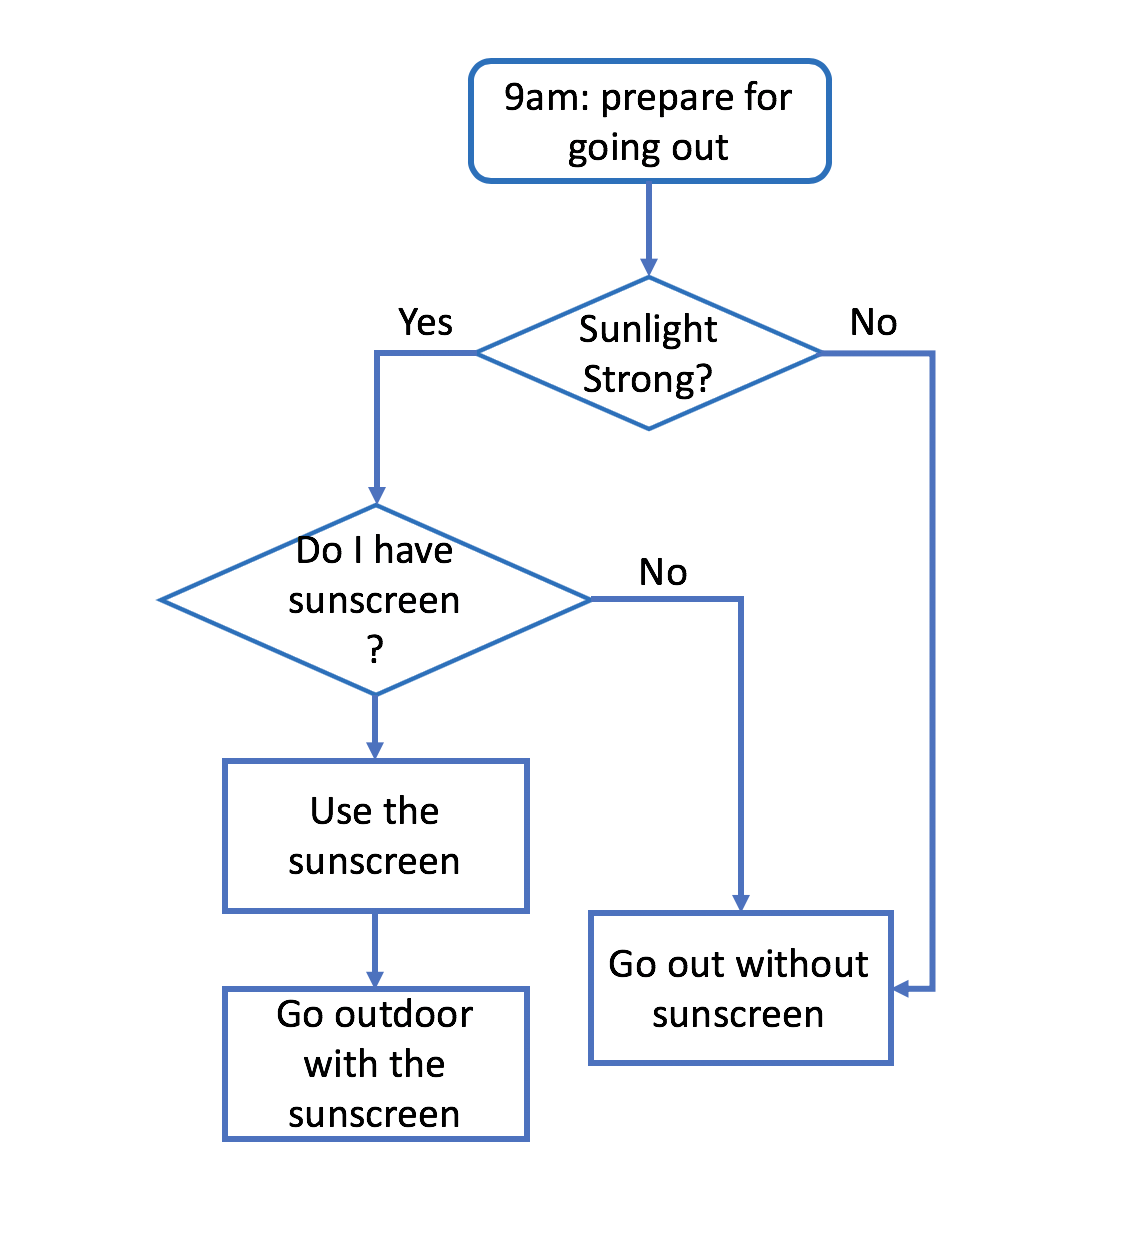 9am: prepare for
going out
Yes
Sunlight
Strong?
No
Do I have
sunscreen
?
No
Use the
sunscreen
Go out without
sunscreen
Go outdoor
with the
sunscreen